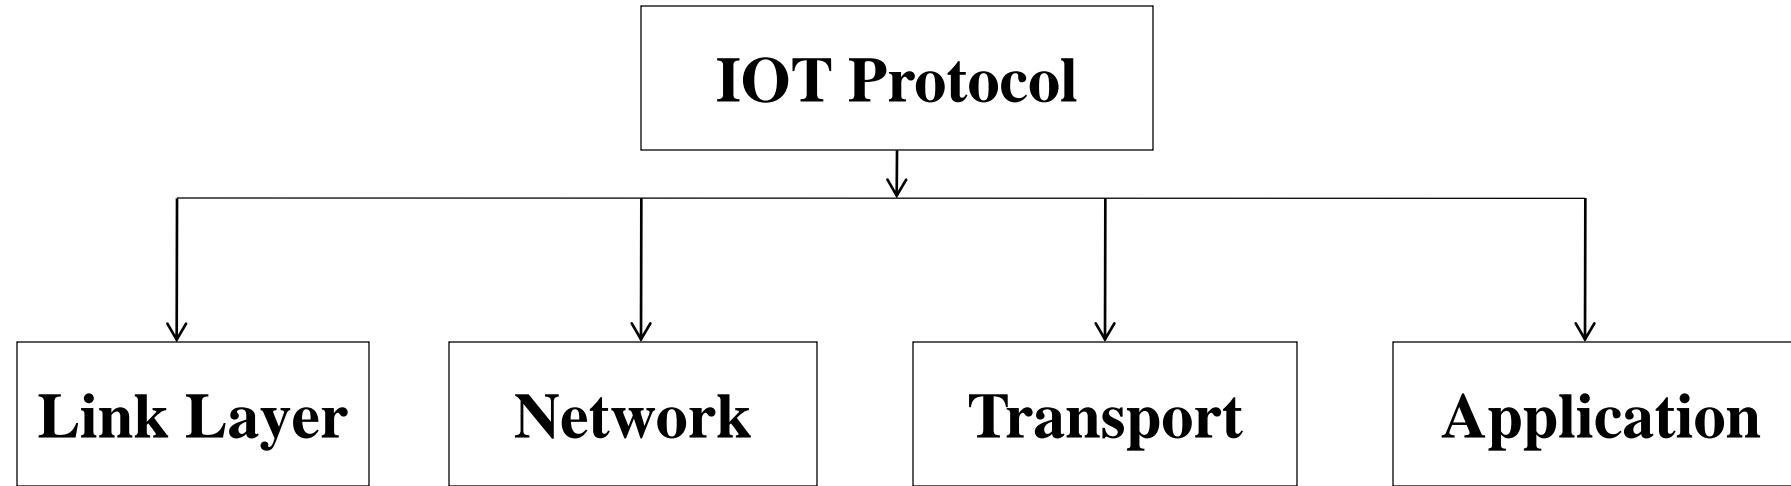 IOT Protocol
Link Layer
Network
Transport
Application